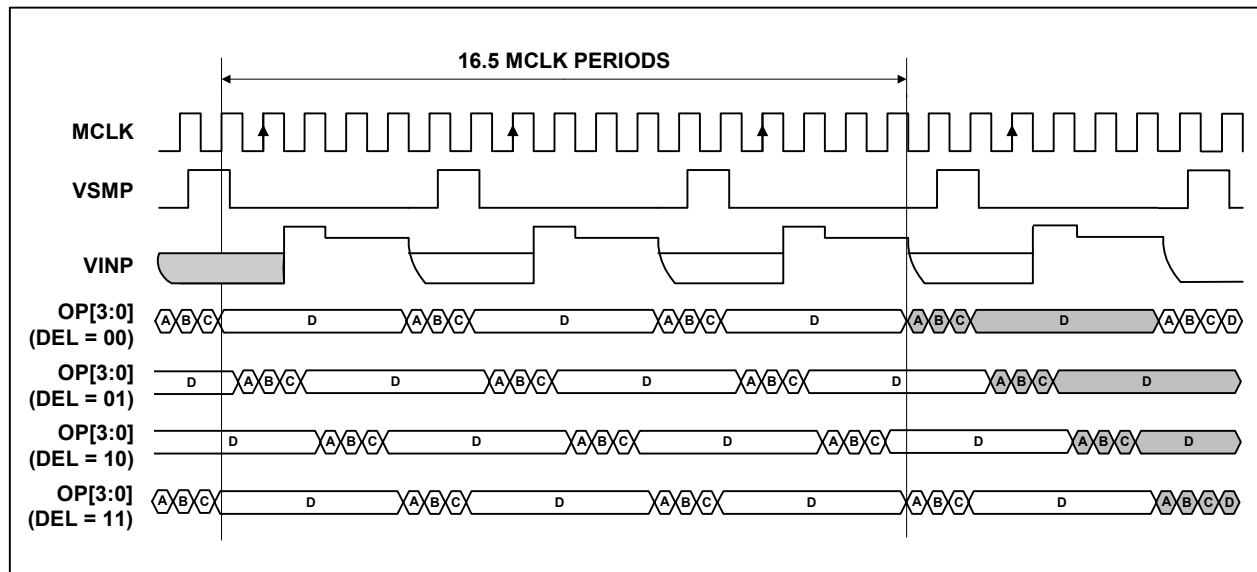 16.5 MCLK PERIODS
MCLK
VSMP
VINP
OP[3:0]
(DEL = 00)
A B C D A B C D A B C D A B C D A B C D
OP[3:0]
(DEL = 01)
D A B C D A B C D A B C D A B C D
OP[3:0]
(DEL = 10)
D A B C D A B C D A B C D A B C D
OP[3:0]
(DEL = 11)
A B C D A B C D A B C D A B C D A B C D